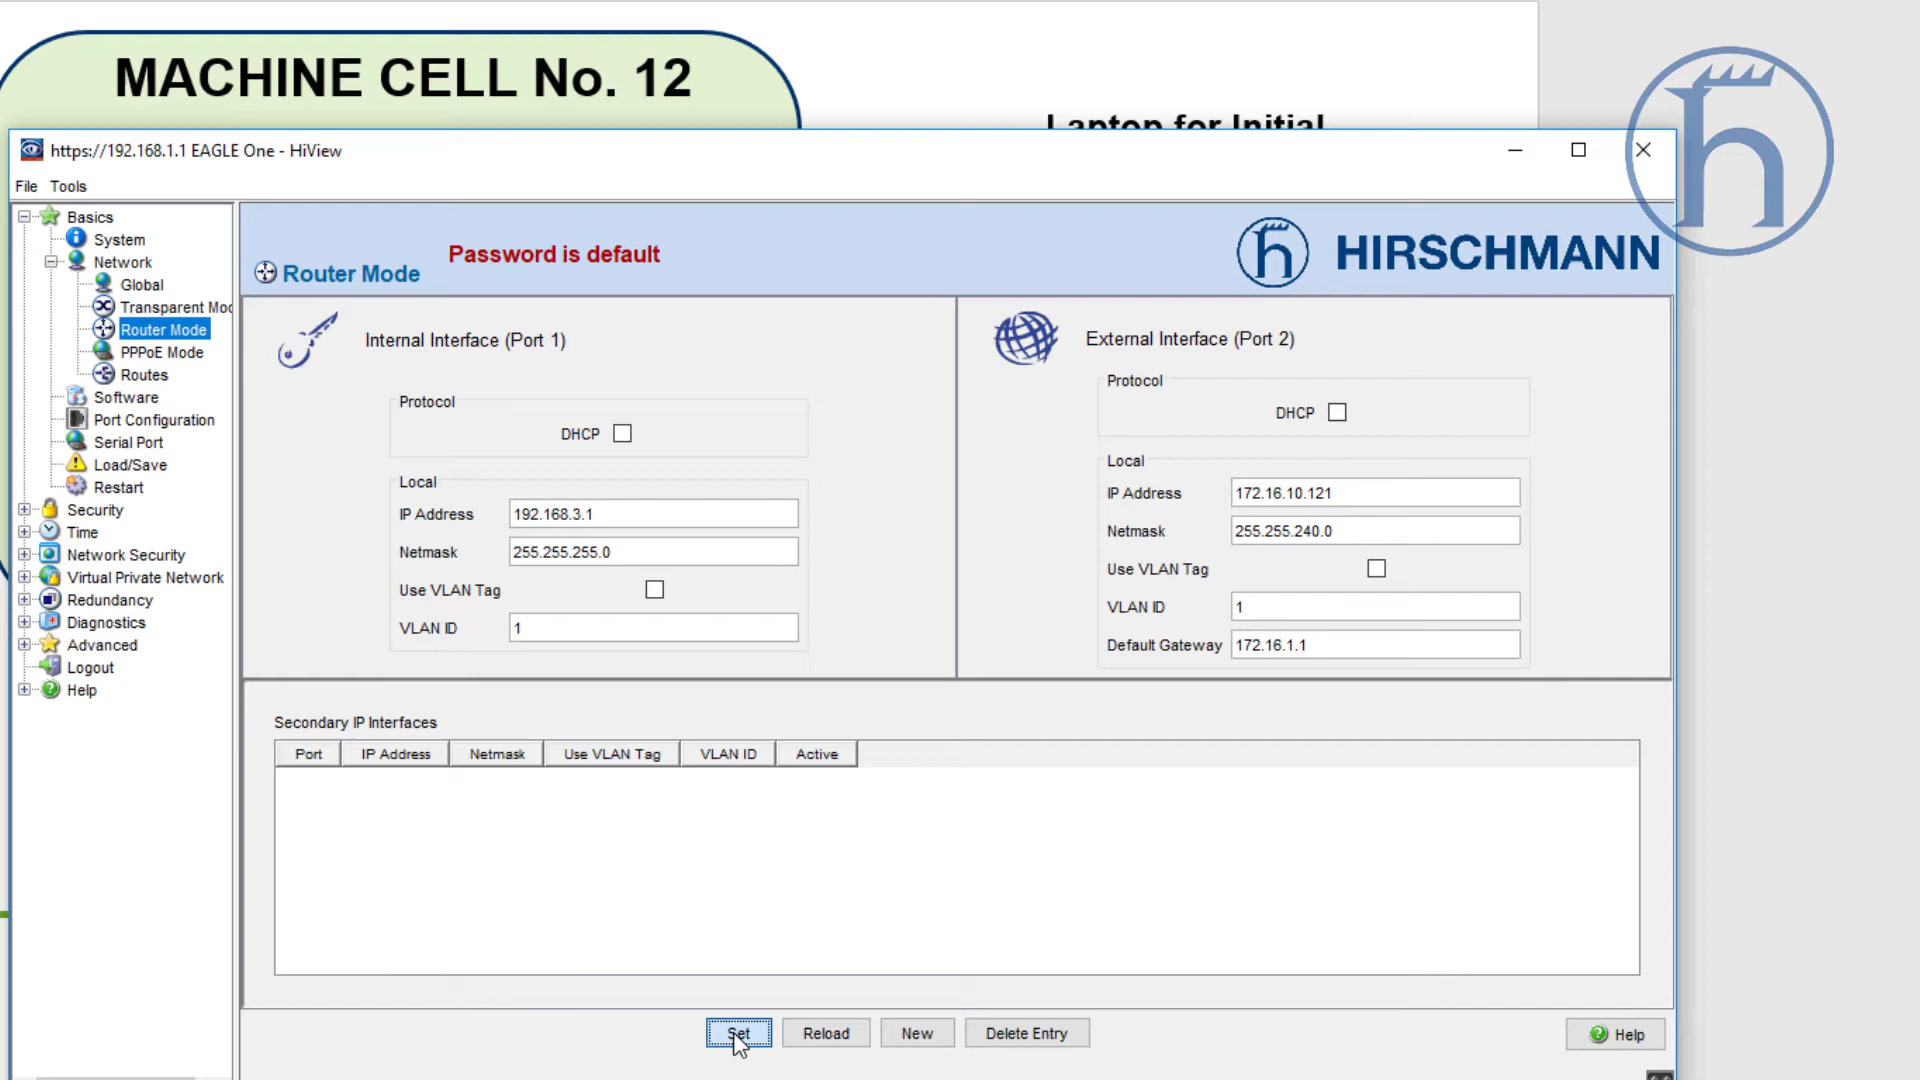 MACHINE CELL No. 12
Laptop for Initial
https://192.168.1.1 EAGLE One - HiView
File Tools
Basics
System
Network
Global
Transparent Mod
Router Mode
PPPoE Mode
Routes
Software
Port Configuration
Serial Port
Load/Save
Restart
Security
Time
Network Security
Virtual Private Network
Redundancy
Diagnostics
Advanced
Logout
Help
Router Mode
Password is default
HIRSCHMANN
Internal Interface (Port 1)
Protocol
DHCP
Local
IP Address 192.168.3.1
Netmask 255.255.255.0
Use VLAN Tag
VLAN ID 1
External Interface (Port 2)
Protocol
DHCP
Local
IP Address 172.16.10.121
Netmask 255.255.240.0
Use VLAN Tag
VLAN ID 1
Default Gateway 172.16.1.1
Secondary IP Interfaces
Port IP Address Netmask Use VLAN Tag VLAN ID Active
Set Reload New Delete Entry Help